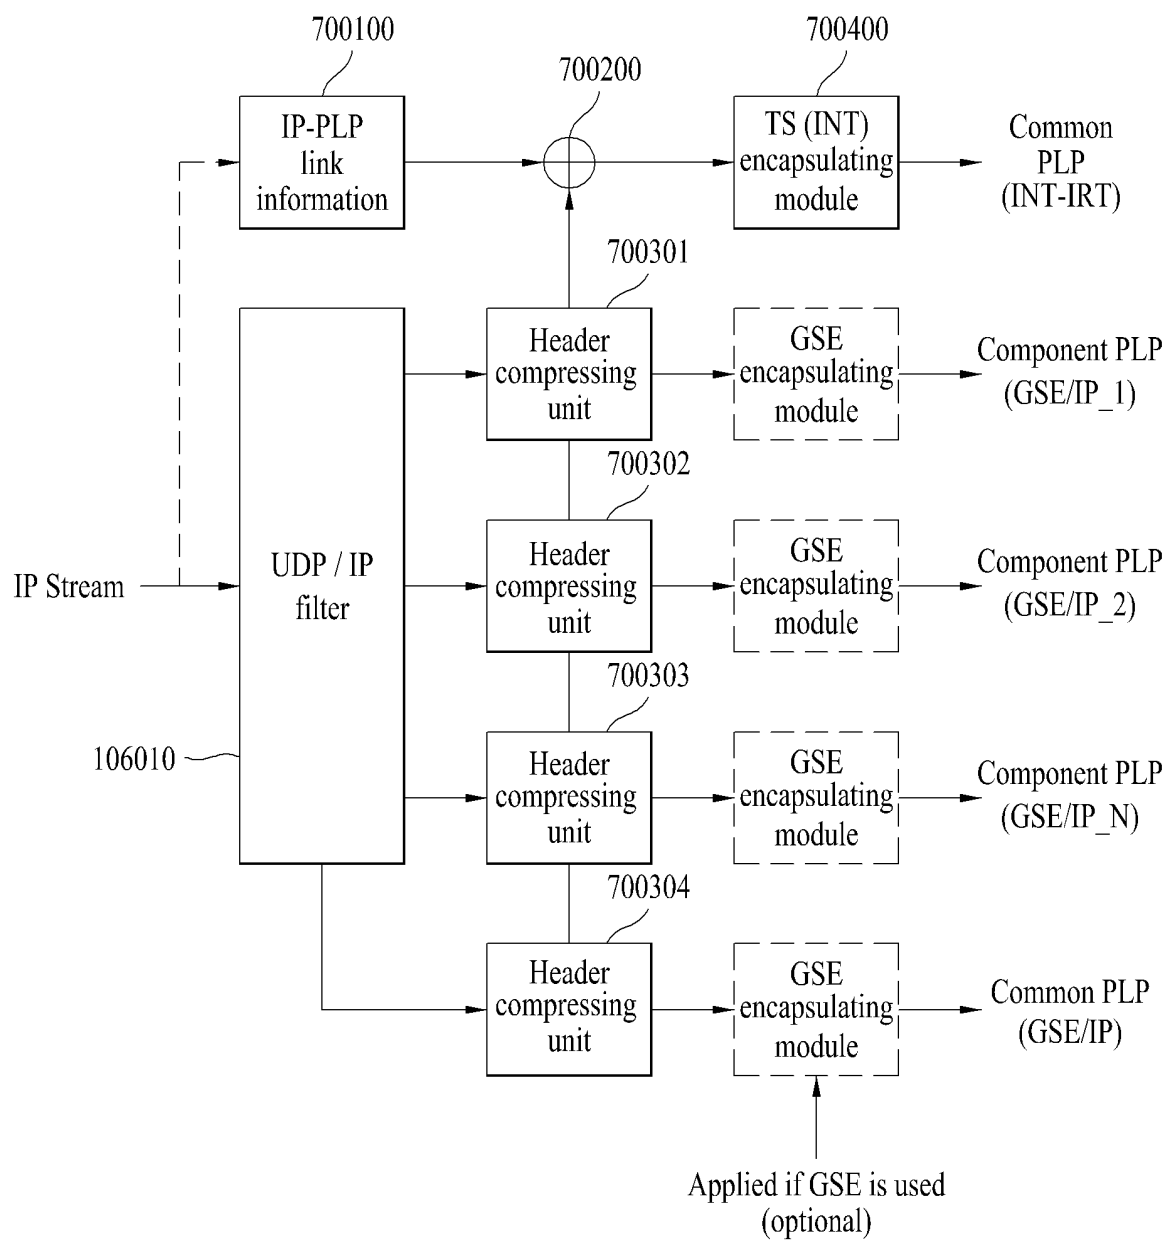 700100
700200
700400
IP-PLP
link
information
TS (INT)
encapsulating
module
Common
PLP
(INT-IRT)
700301
Header
compressing
unit
GSE
encapsulating
module
Component PLP
(GSE/IP_1)
700302
IP Stream
UDP / IP
filter
Header
compressing
unit
GSE
encapsulating
module
Component PLP
(GSE/IP_2)
700303
106010
Header
compressing
unit
GSE
encapsulating
module
Component PLP
(GSE/IP_N)
700304
Header
compressing
unit
GSE
encapsulating
module
Common PLP
(GSE/IP)
Applied if GSE is used
(optional)